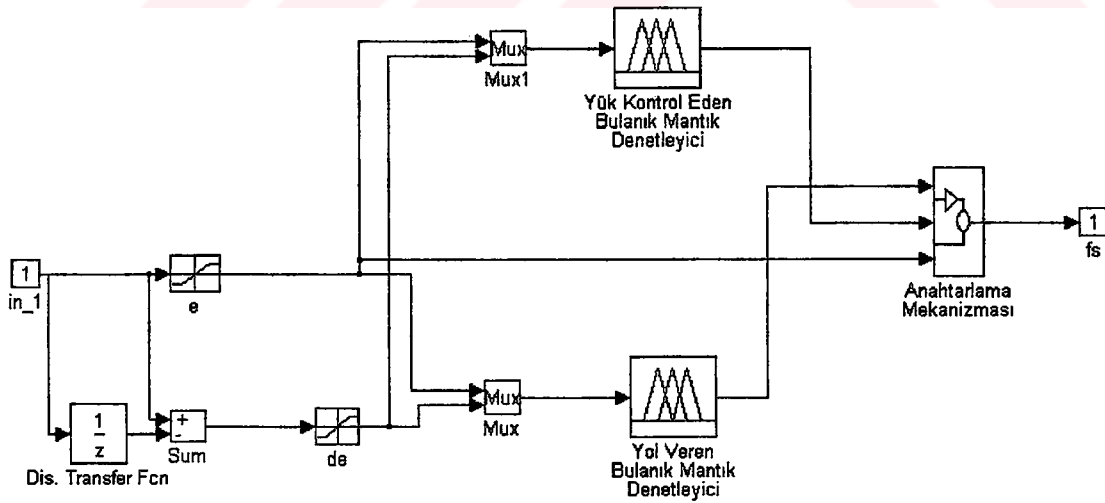 Mux
Mux1
Yük Kontrol Eden
Bulanık Mantık
Denetleyici
1
in_1
e
1
fs
Anahtarlama
Mekanizması
1
z
Dis. Transfer Fcn
+
-
Sum
de
Mux
Mux
Yol Veren
Bulanık Mantık
Denetleyici